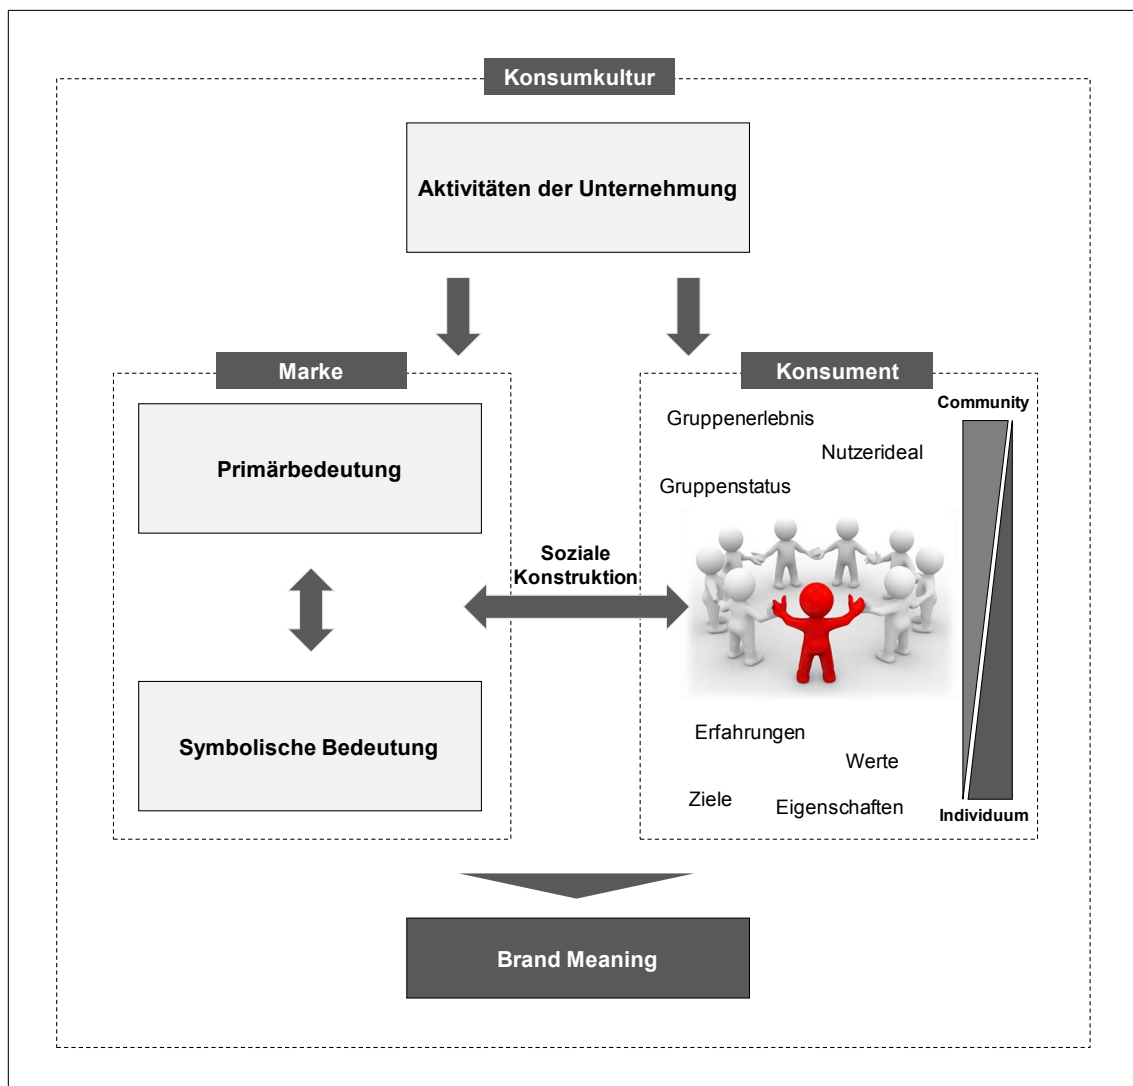 Konsumkultur
Aktivitäten der Unternehmung
Marke
Primärbedeutung
Symbolische Bedeutung
Soziale
Konstruktion
Konsument
Community
Gruppenerlebnis
Nutzerideal
Gruppenstatus
Erfahrungen
Werte
Ziele
Eigenschaften
Individuum
Brand Meaning